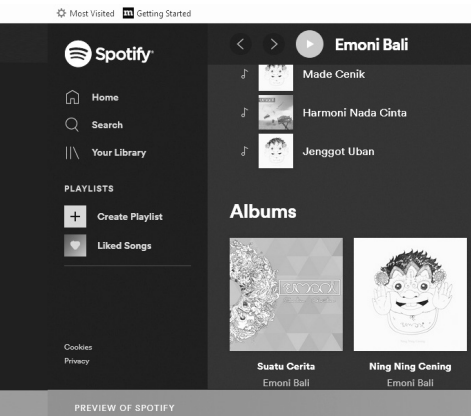 Most Visited m Getting Started
Spotify
Emoni Bali
Home
Search
Your Library
PLAYLISTS
Create Playlist
Liked Songs
Cookies
Privacy
Made Cenik
Harmoni Nada Cinta
Jenggot Uban
Albums
Suatu Cerita
Emoni Bali
Ning Ning Cening
Emoni Bali
PREVIEW OF SPOTIFY